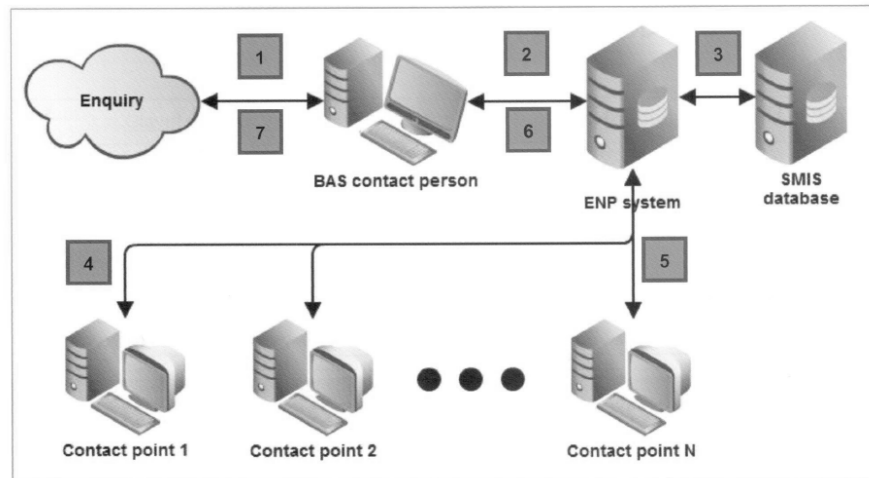 1
2
3
Enquiry
7
6
BAS contact person
ENP system
SMIS
database
4
5
Contact point 1
Contact point 2
Contact point N